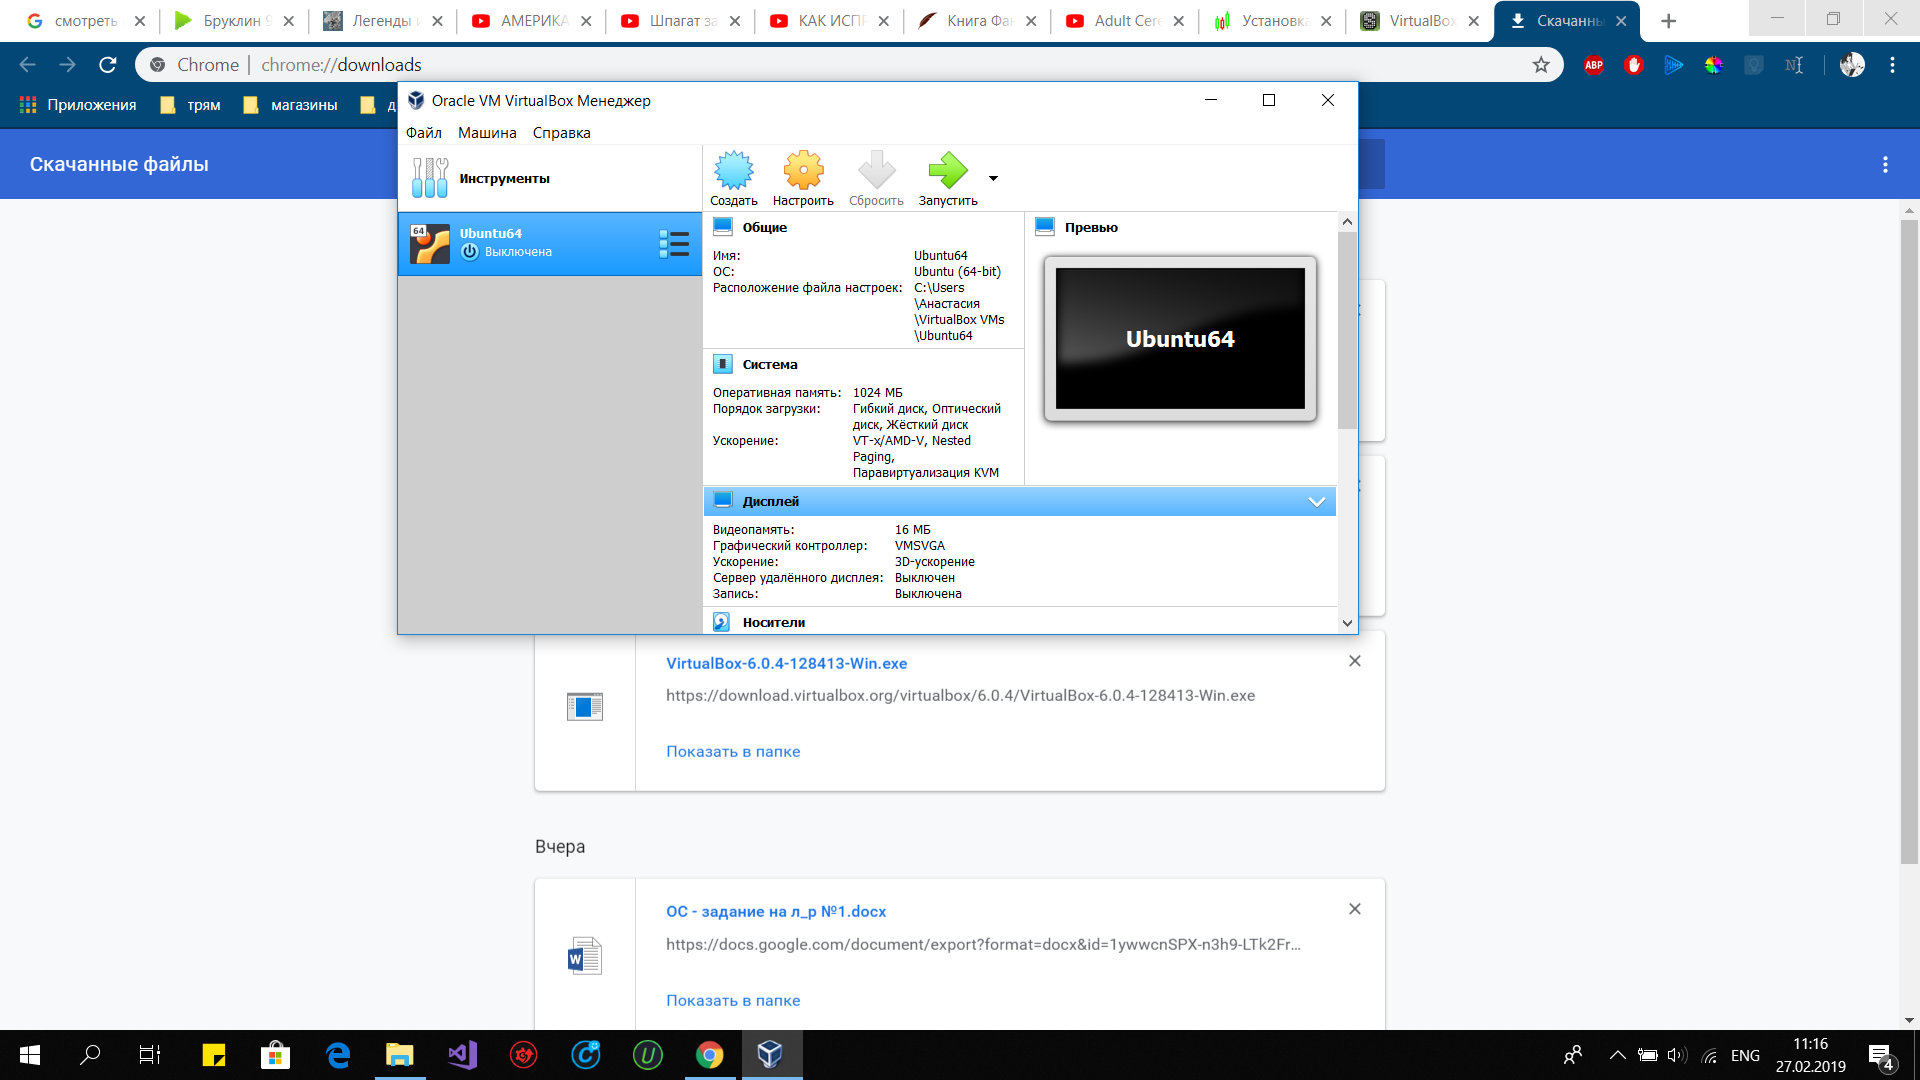 смотреть
Бруклин 9
Легенды и
АМЕРИКА
Шпагат за
КАК ИСПР
Книга Фан
Adult Cere
Установка
VirtualBox
Скачанны
Chrome | chrome://downloads
ABP
Приложения
трям
магазины
Скачанные файлы
Oracle VM VirtualBox Менеджер
Файл Машина Справка
Инструменты
Создать
Настроить
Сбросить
Запустить
64
Ubuntu64
Выключена
Общие
Имя: Ubuntu64
ОС: Ubuntu (64-bit)
Расположение файла настроек: C:\Users
\Анастасия
\VirtualBox VMs
\Ubuntu64
Превью
Ubuntu64
Система
Оперативная память: 1024 МБ
Порядок загрузки: Гибкий диск, Оптический
диск, Жёсткий диск
Ускорение: VT-x/AMD-V, Nested
Paging,
Паравиртуализация KVM
Дисплей
Видеопамять: 16 МБ
Графический контроллер: VMSVGA
Ускорение: 3D-ускорение
Сервер удалённого дисплея: Выключен
Запись: Выключена
Носители
VirtualBox-6.0.4-128413-Win.exe
https://download.virtualbox.org/virtualbox/6.0.4/VirtualBox-6.0.4-128413-Win.exe
Показать в папке
Вчера
ОС - задание на л_р №1.docx
https://docs.google.com/document/export?format=docx&id=1ywwcnSPX-n3h9-LTk2Fr...
Показать в папке
ENG
11:16
27.02.2019
4